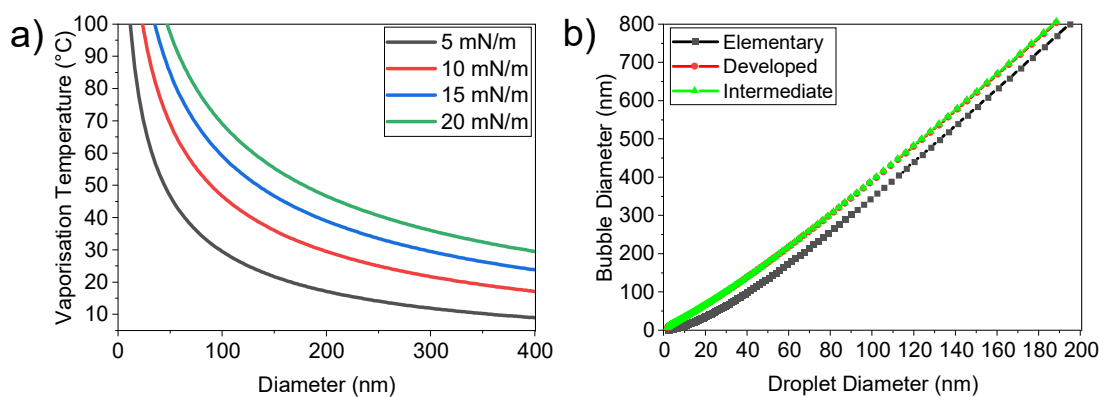 a)
Vaporisation Temperature (°C)
100
90
80
70
60
50
40
30
20
10
5 mN/m
10 mN/m
15 mN/m
20 mN/m
0
100
200
300
400
Diameter (nm)
b)
Bubble Diameter (nm)
800
700
600
500
400
300
200
100
0
Elementary
Developed
Intermediate
0
20
40
60
80
100
120
140
160
180
200
Droplet Diameter (nm)